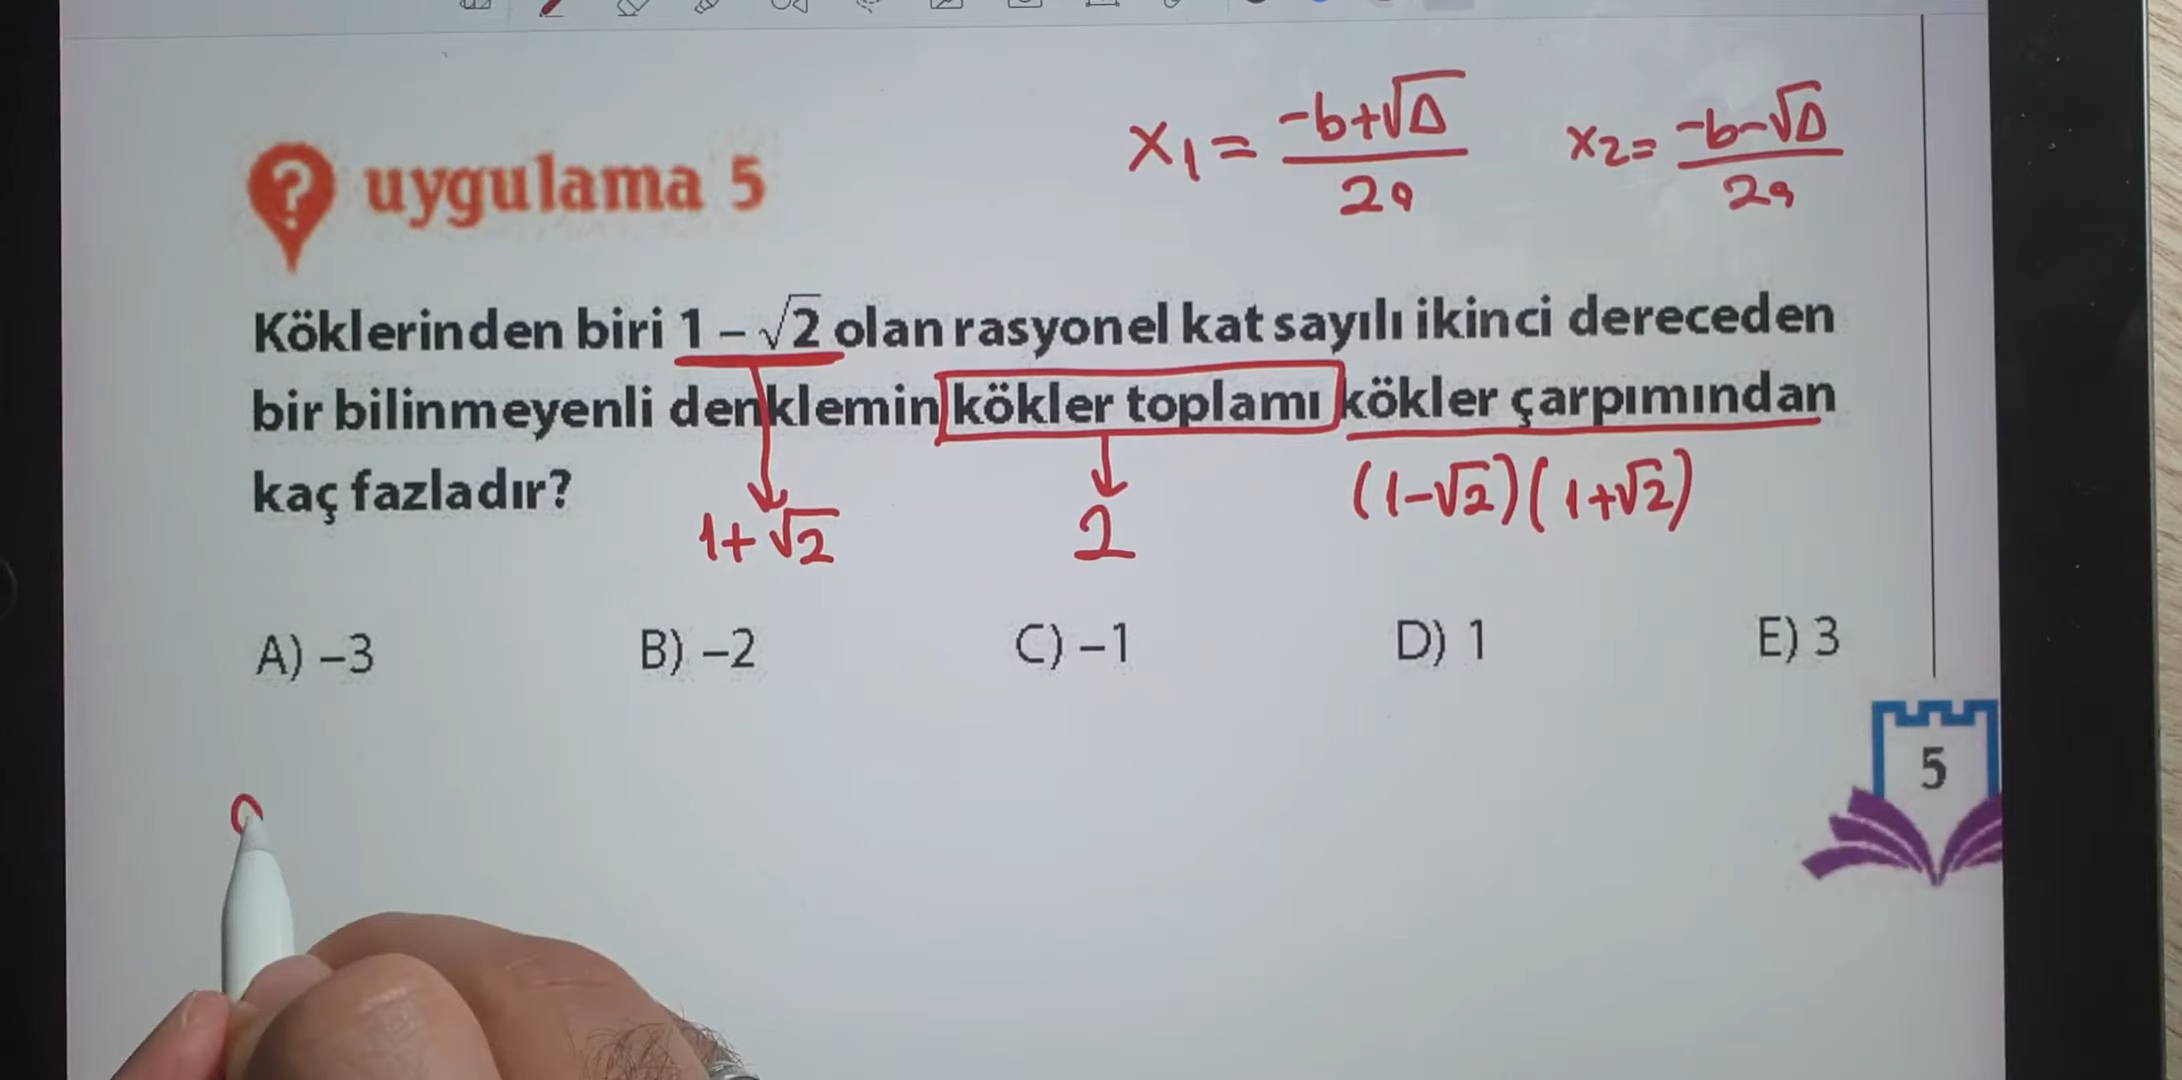 x₁ = -b+√Δ / 2a x₂ = -b-√Δ / 2a
? uygulama 5
Köklerinden biri 1 – √2 olan rasyonel kat sayılı ikinci dereceden
bir bilinmeyenli denklemin kökler toplamı kökler çarpımından
kaç fazladır?
1+√2 2 (1-√2)(1+√2)
A) –3 B) –2 C) –1 D) 1 E) 3
5